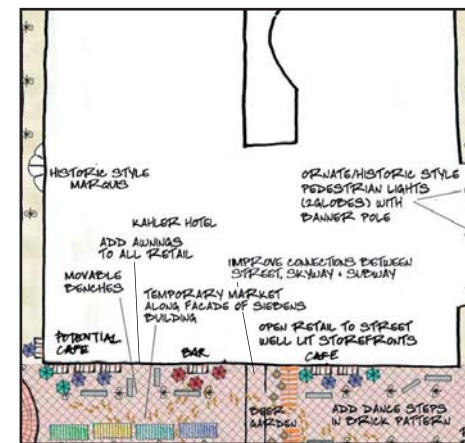 HISTORIC STYLE
MARQUIS
ORNATE/HISTORIC STYLE
PEDESTRIAN LIGHTS
(2GLOBES) WITH
BANNER POLE
KAHLER HOTEL
ADD AWNINGS
TO ALL RETAIL
IMPROVE CONNECTIONS BETWEEN
STREET, SKYWAY + SUBWAY
MOVABLE
BENCHES
TEMPORARY MARKET
ALONG FACADE OF SIEBENS
BUILDING
OPEN RETAIL TO STREET
WELL LIT STOREFRONTS
POTENTIAL
CAFE
BAR
CAFE
BEER
GARDEN
ADD DANCE STEPS
IN BRICK PATTERN